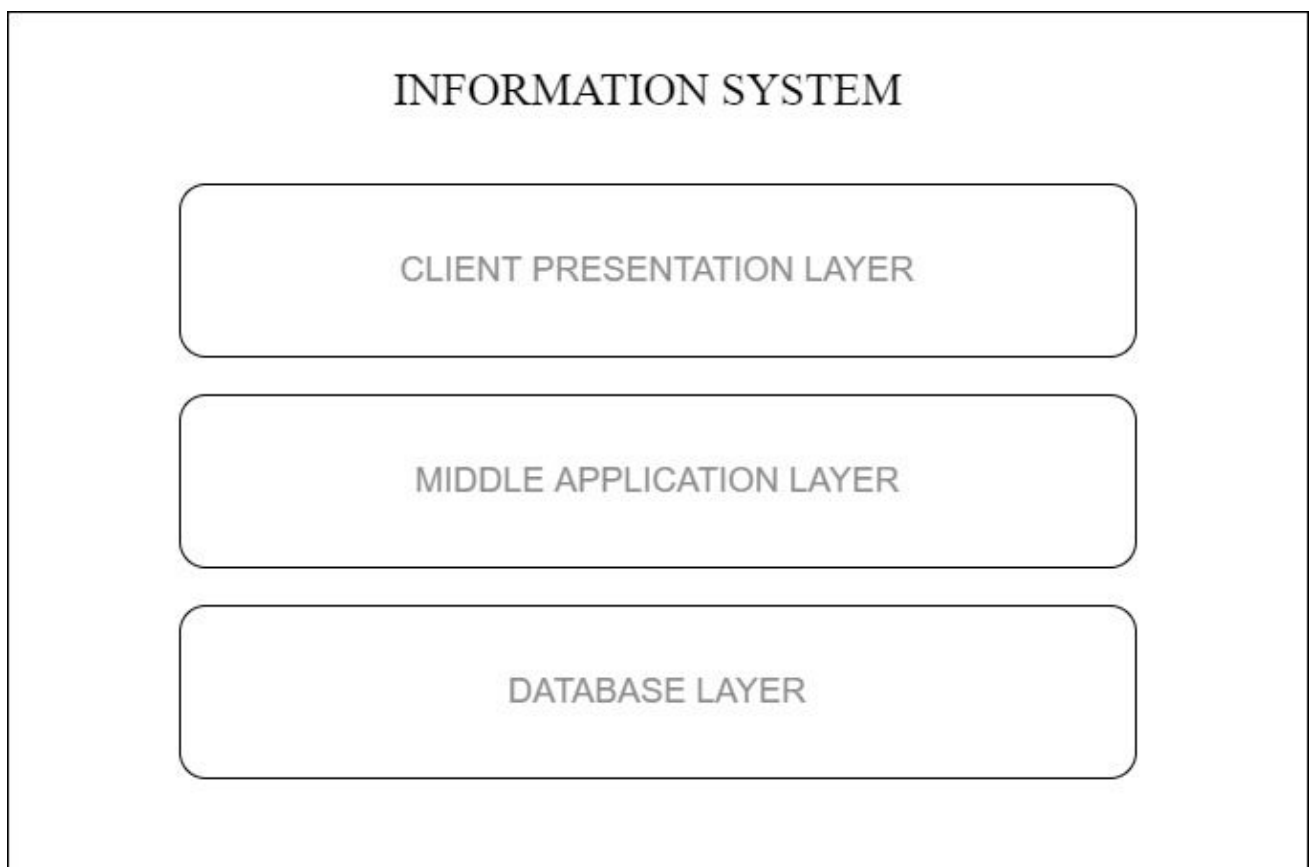 INFORMATION SYSTEM
CLIENT PRESENTATION LAYER
MIDDLE APPLICATION LAYER
DATABASE LAYER